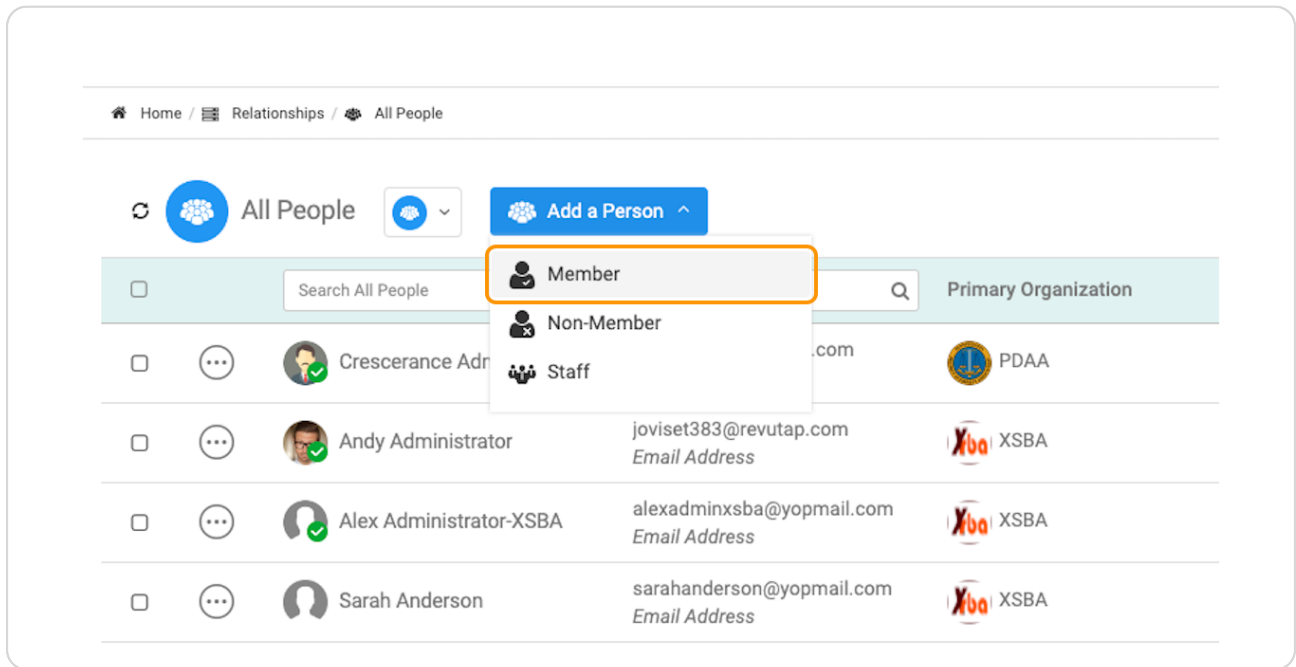 Home / Relationships / All People
All People
Add a Person
Member
Non-Member
Staff
Search All People
Primary Organization
Crescerance Adm
.com
PDAA
Andy Administrator
joviset383@revutap.com
Email Address
XSBA
Alex Administrator-XSBA
alexadminxsba@yopmail.com
Email Address
XSBA
Sarah Anderson
sarahanderson@yopmail.com
Email Address
XSBA